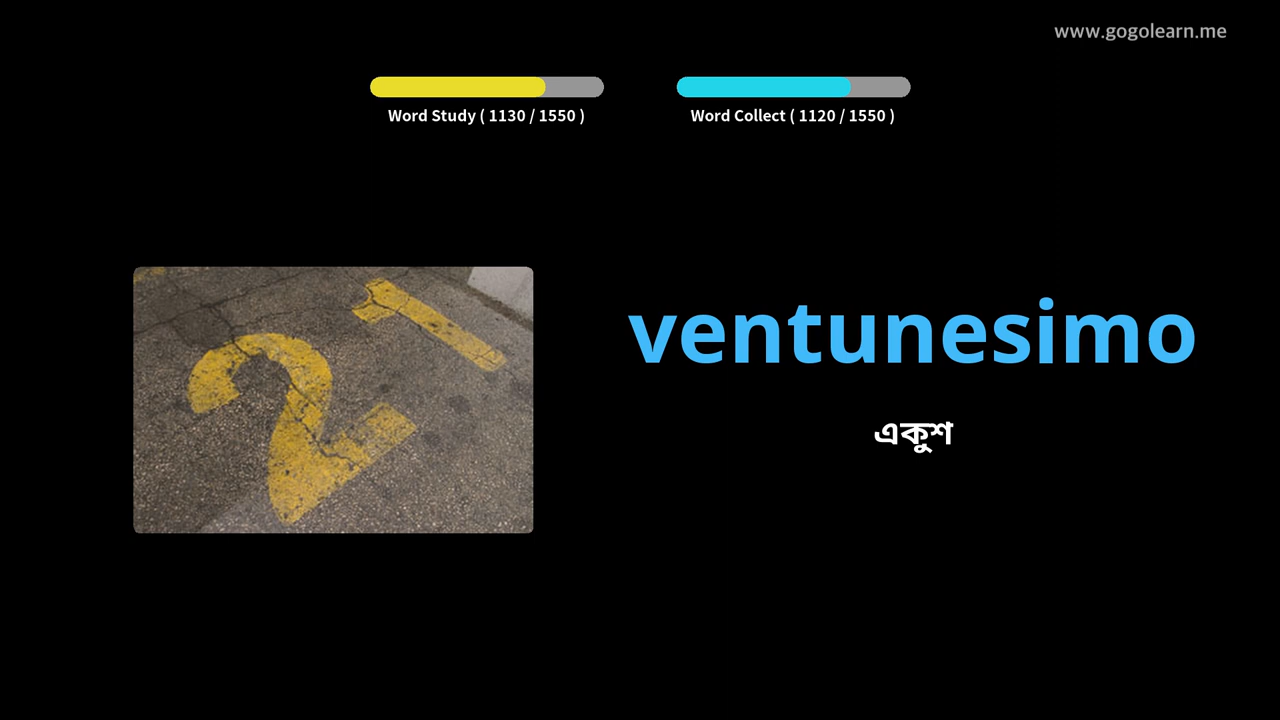 www.gogolearn.me
Word Study ( 1130 / 1550 )
Word Collect ( 1120 / 1550 )
21
ventunesimo
একুশ